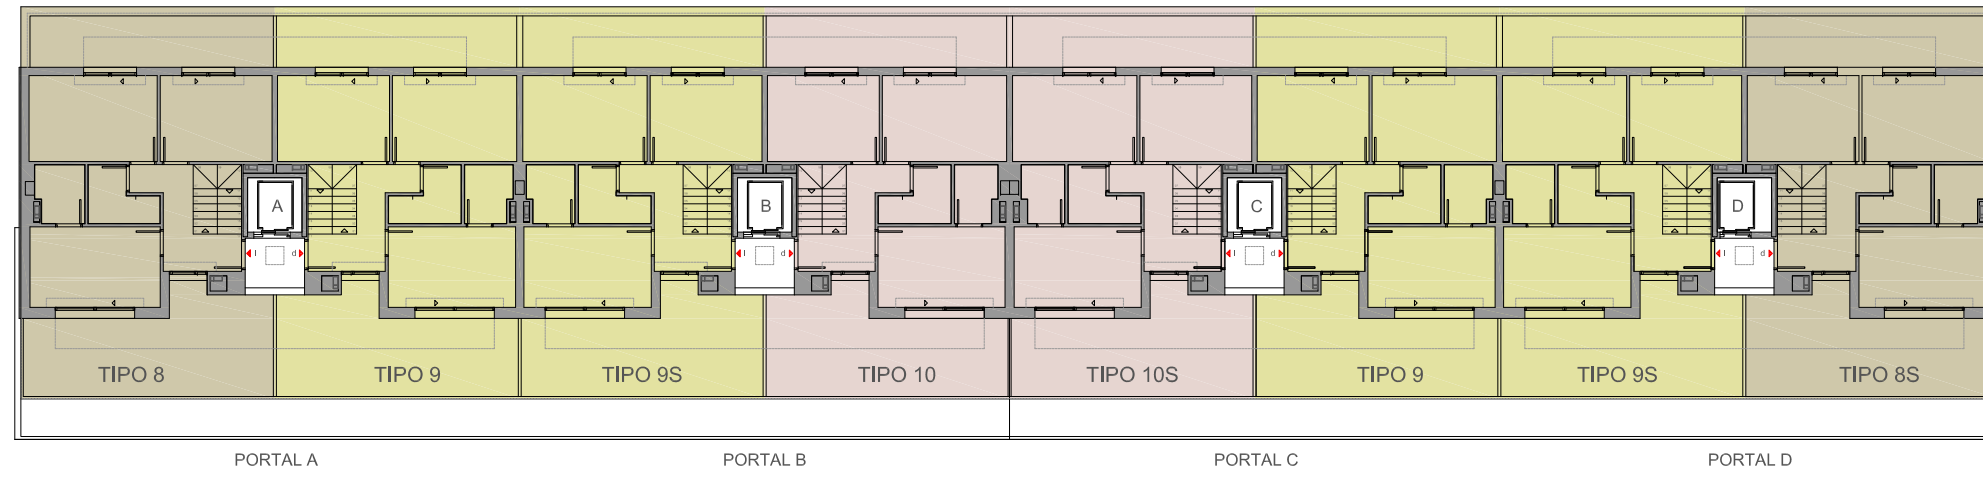 A B C D
I d I d I d I d
TIPO 8 TIPO 9 TIPO 9S TIPO 10 TIPO 10S TIPO 9 TIPO 9S TIPO 8S
PORTAL A PORTAL B PORTAL C PORTAL D